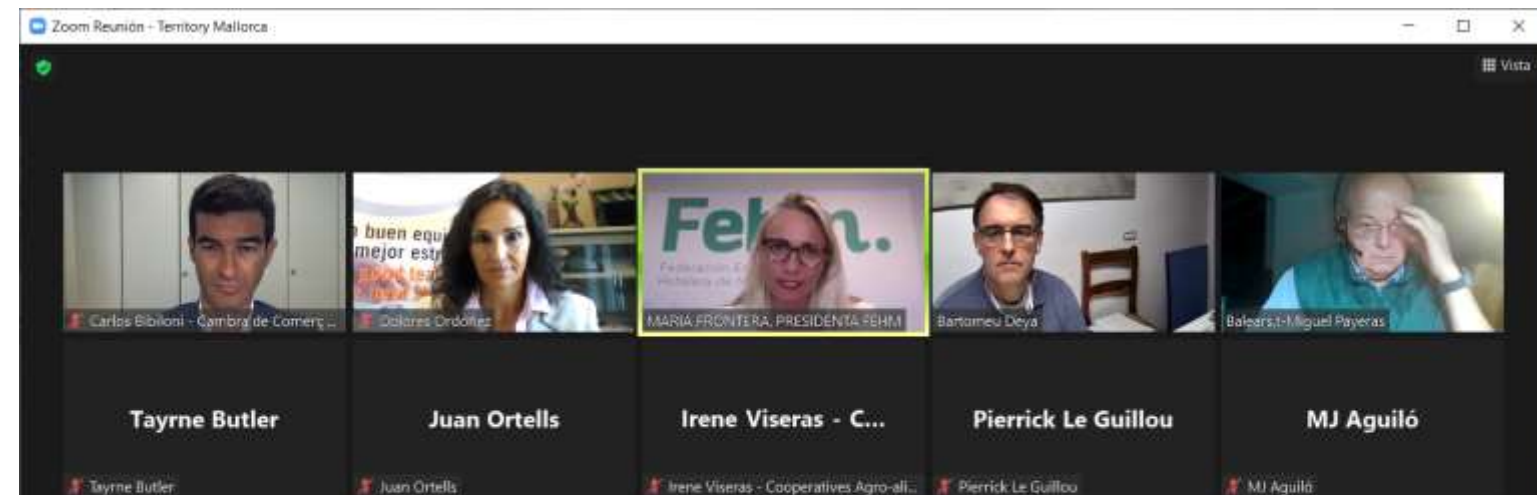 Zoom Reunión - Territory Mallorca
Vista
buen equi
mejor est
Fehm.
Carlos Bibiloni - Cambra de Comerç ...
Dolores Ordóñez
MARIA FRONTERA, PRESIDENTA FEHM
Bartomeu Deya
Balears.t-Miguel Payeras
Tayrne Butler
Juan Ortells
Irene Viseras - C...
Pierrick Le Guillou
MJ Aguiló
Tayrne Butler
Juan Ortells
Irene Viseras - Cooperatives Agro-ali...
Pierrick Le Guillou
MJ Aguiló